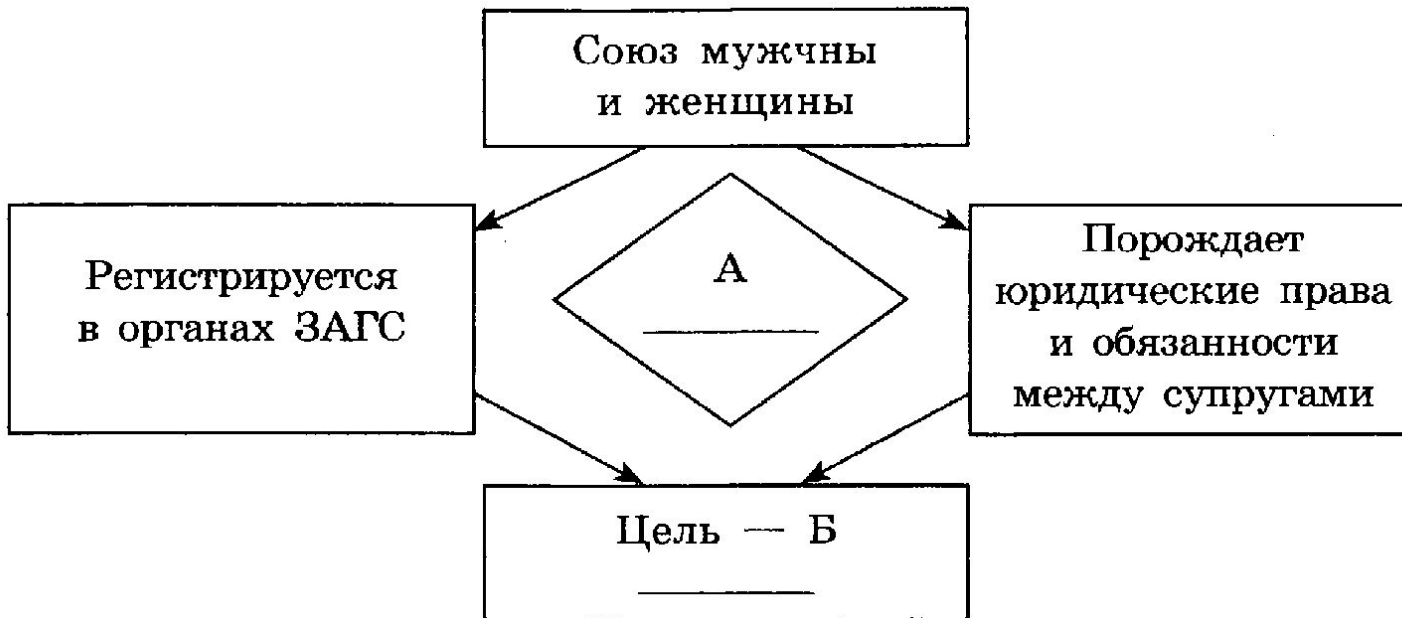 Союз мужчны
и женщины
Регистрируется
в органах ЗАГС
А
Порождает
юридические права
и обязанности
между супругами
Цель — Б